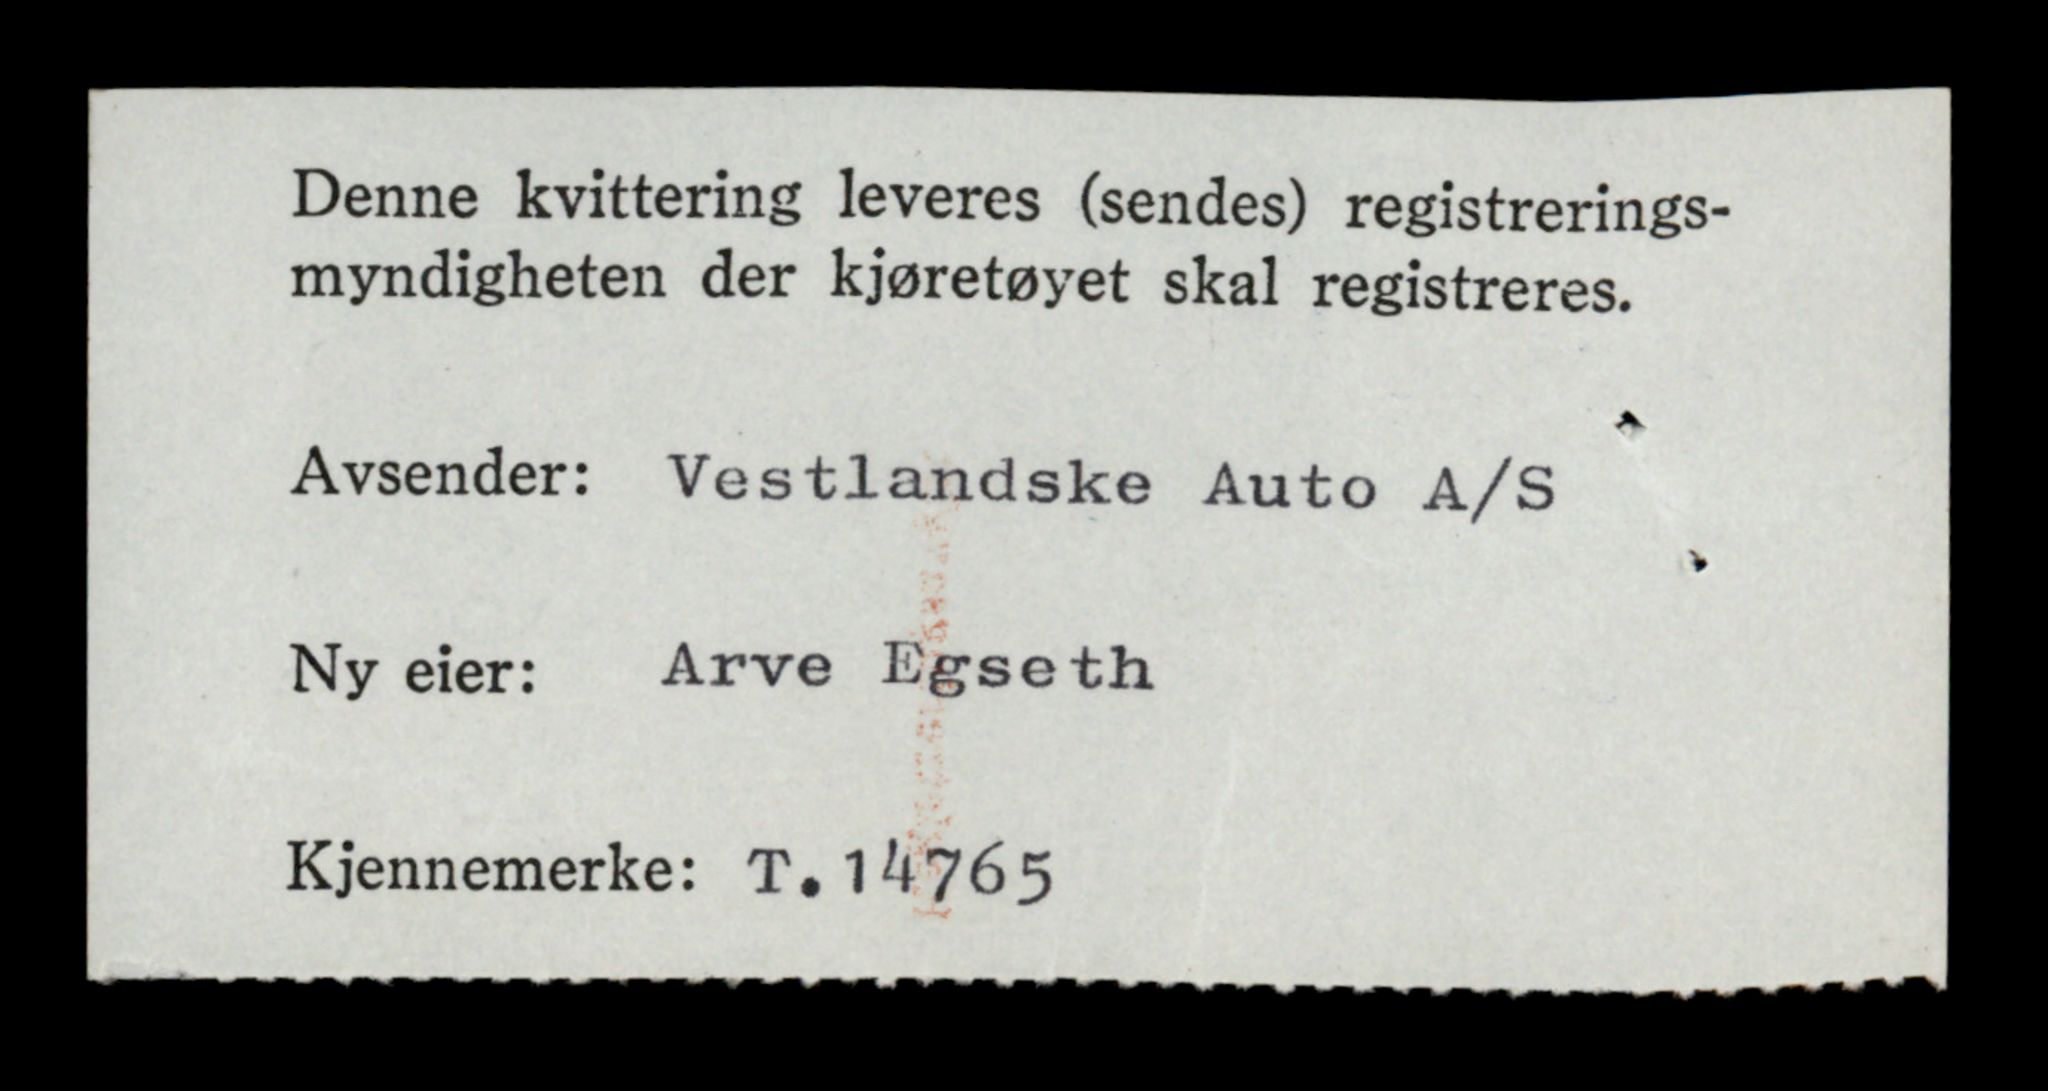 Denne kvittering leveres (sendes) registrerings-
myndigheten der kjøretøyet skal registreres.
Avsender: Vestlandske Auto A/S
Ny eier: Arve Egseth
Kjennemerke: T.14765